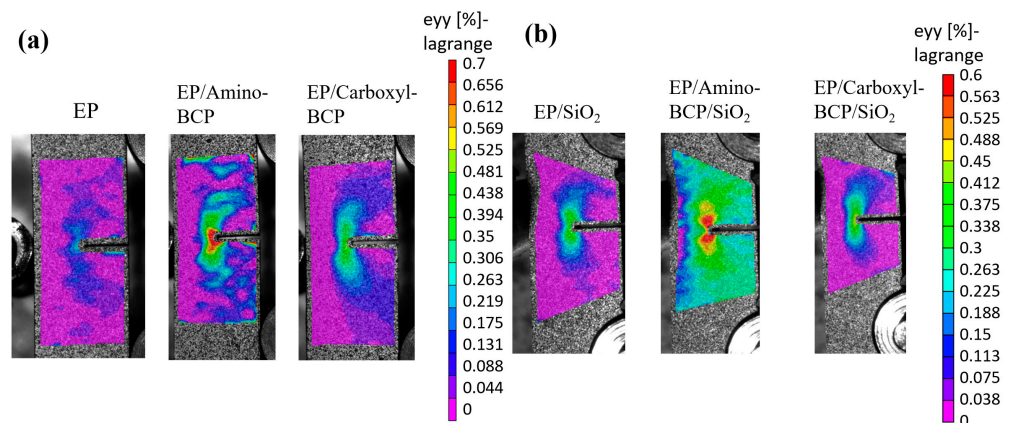 (a)
EP
EP/Amino-
BCP
EP/Carboxyl-
BCP
eyy [%]-
lagrange
0.7
0.656
0.612
0.569
0.525
0.481
0.438
0.394
0.35
0.306
0.263
0.219
0.175
0.131
0.088
0.044
0
(b)
EP/SiO₂
EP/Amino-
BCP/SiO₂
EP/Carboxyl-
BCP/SiO₂
eyy [%]-
lagrange
0.6
0.563
0.525
0.488
0.45
0.412
0.375
0.338
0.3
0.263
0.225
0.188
0.15
0.113
0.075
0.038
0